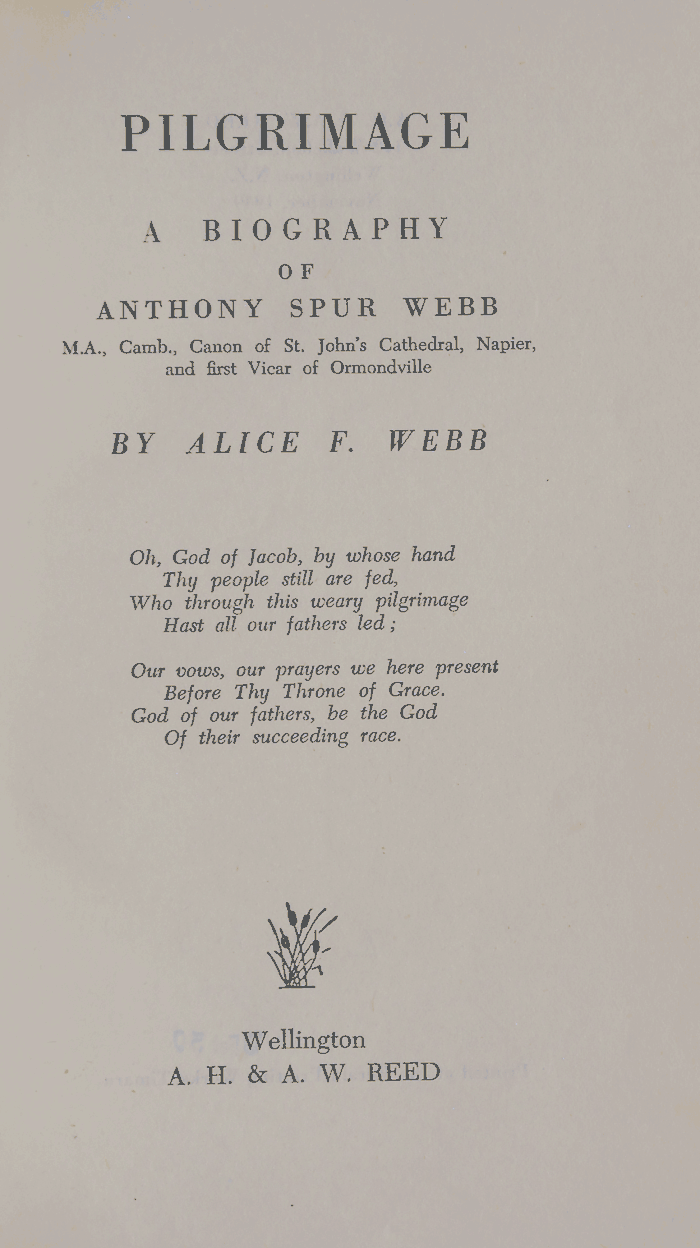 PILGRIMAGE
A BIOGRAPHY
OF
ANTHONY SPUR WEBB
M.A., Camb., Canon of St. John's Cathedral, Napier,
and first Vicar of Ormondville
BY ALICE F. WEBB
Oh, God of Jacob, by whose hand
Thy people still are fed,
Who through this weary pilgrimage
Hast all our fathers led ;
Our vows, our prayers we here present
Before Thy Throne of Grace.
God of our fathers, be the God
Of their succeeding race.
Wellington
A. H. & A. W. REED